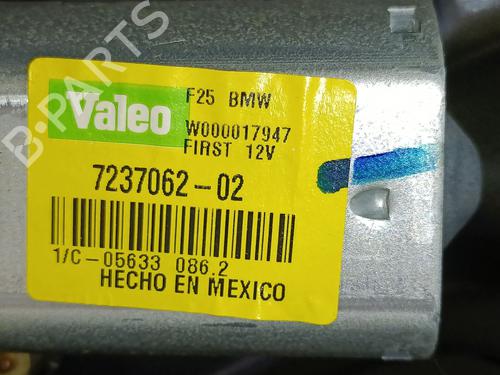 B-PARTS
Valeo
F25 BMW
W000017947
FIRST 12V
7237062-02
1/C-05633 086.2
HECHO EN MEXICO